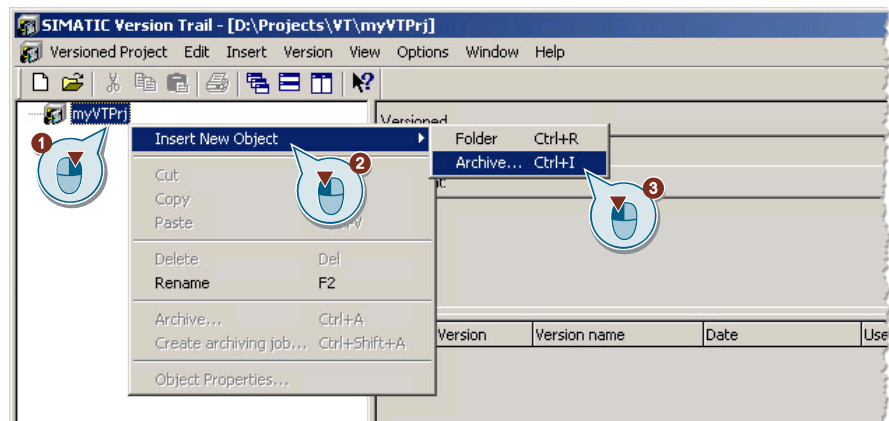 SIMATIC Version Trail - [D:\Projects\VT\myVTPrj]
Versioned Project Edit Insert Version View Options Window Help
myVTPrj
Versioned
1
Insert New Object
Folder Ctrl+R
2
Archive... Ctrl+I
3
Cut
Copy
Paste
Delete Del
Rename F2
Archive... Ctrl+A
Create archiving job... Ctrl+Shift+A
Object Properties...
Version Version name Date Use